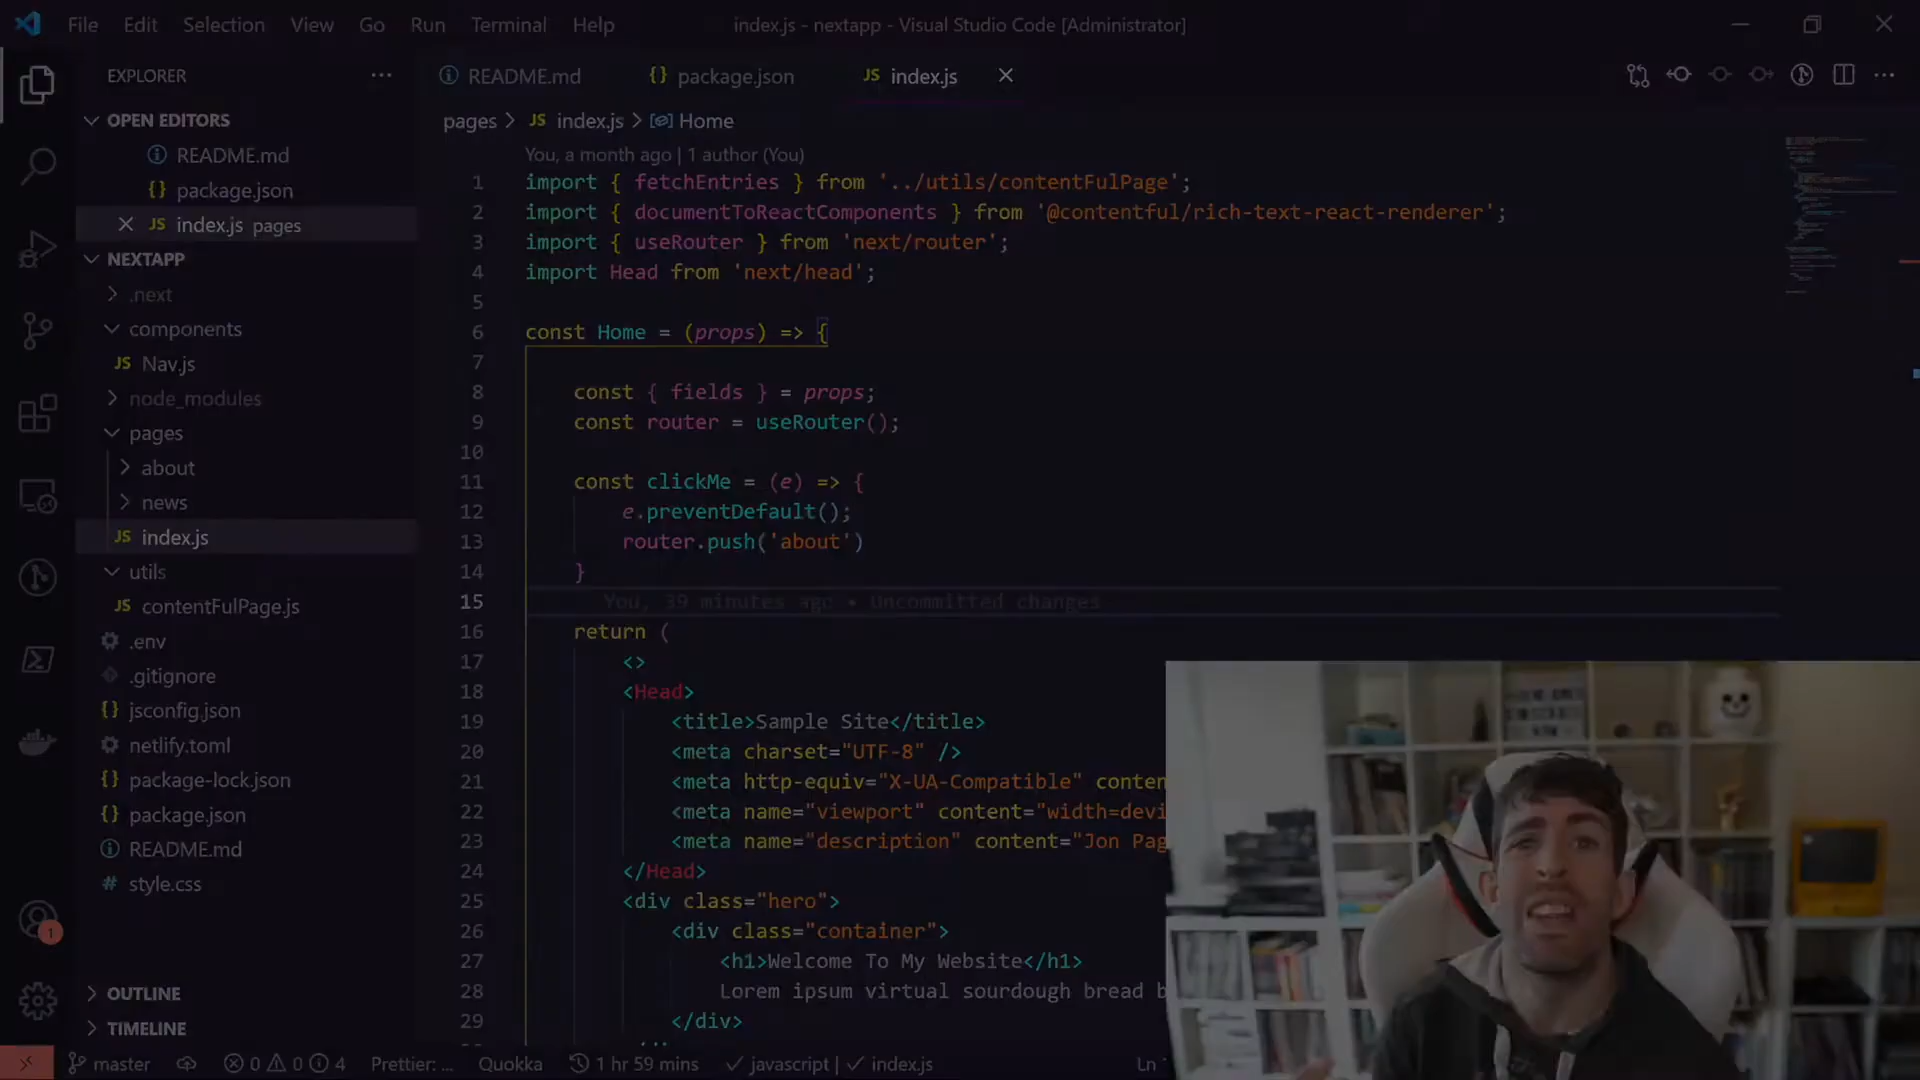 File Edit Selection View Go Run Terminal Help index.js - nextapp - Visual Studio Code [Administrator]
EXPLORER
OPEN EDITORS
README.md
package.json
index.js pages
NEXTAPP
.next
components
Nav.js
node_modules
pages
about
news
index.js
utils
contentFulPage.js
.env
.gitignore
jsconfig.json
netlify.toml
package-lock.json
package.json
README.md
style.css
OUTLINE
TIMELINE
README.md package.json index.js
pages > index.js > Home
You, a month ago | 1 author (You)
1 import { fetchEntries } from '../utils/contentFulPage';
2 import { documentToReactComponents } from '@contentful/rich-text-react-renderer';
3 import { useRouter } from 'next/router';
4 import Head from 'next/head';
5
6 const Home = (props) => {
7
8 const { fields } = props;
9 const router = useRouter();
10
11 const clickMe = (e) => {
12 e.preventDefault();
13 router.push('about')
14 }
15 You, 39 minutes ago • Uncommitted changes
16 return (
17 <>
18 <Head>
19 <title>Sample Site</title>
20 <meta charset="UTF-8" />
21 <meta http-equiv="X-UA-Compatible" conten
22 <meta name="viewport" content="width=devi
23 <meta name="description" content="Jon Pag
24 </Head>
25 <div class="hero">
26 <div class="container">
27 <h1>Welcome To My Website</h1>
28 Lorem ipsum virtual sourdough bread b
29 </div>
1
master 0 0 4 Prettier: ... Quokka 1 hr 59 mins javascript | index.js Ln